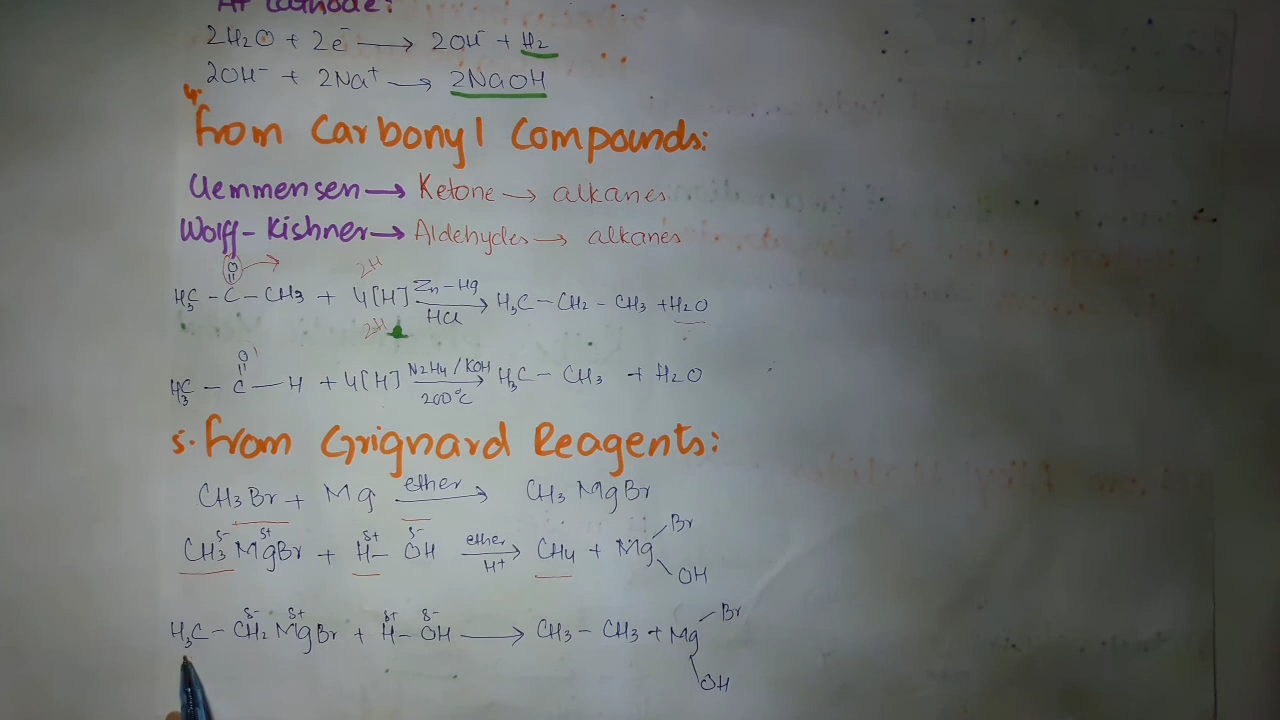 At Cathode:
2H2O + 2e⁻ → 2OH⁻ + H2
2OH⁻ + 2Na⁺ → 2NaOH
4. From Carbonyl Compounds:
Clemmensen → Ketone → alkanes
Wolff-Kishner → Aldehydes → alkanes
O 2H
H3C - C - CH3 + 4[H] Zn-Hg HCl → H3C - CH2 - CH3 + H2O
2H
O
H3C - C - H + 4[H] N2H4/KOH 200°C → H3C - CH3 + H2O
5. From Grignard Reagents:
CH3Br + Mg ether → CH3MgBr
δ- δ+ δ+ δ- Br
CH3MgBr + H-OH ether H⁺ → CH4 + Mg
OH
δ- δ+ δ+ δ- Br
H3C - CH2MgBr + H-OH → CH3 - CH3 + Mg
OH